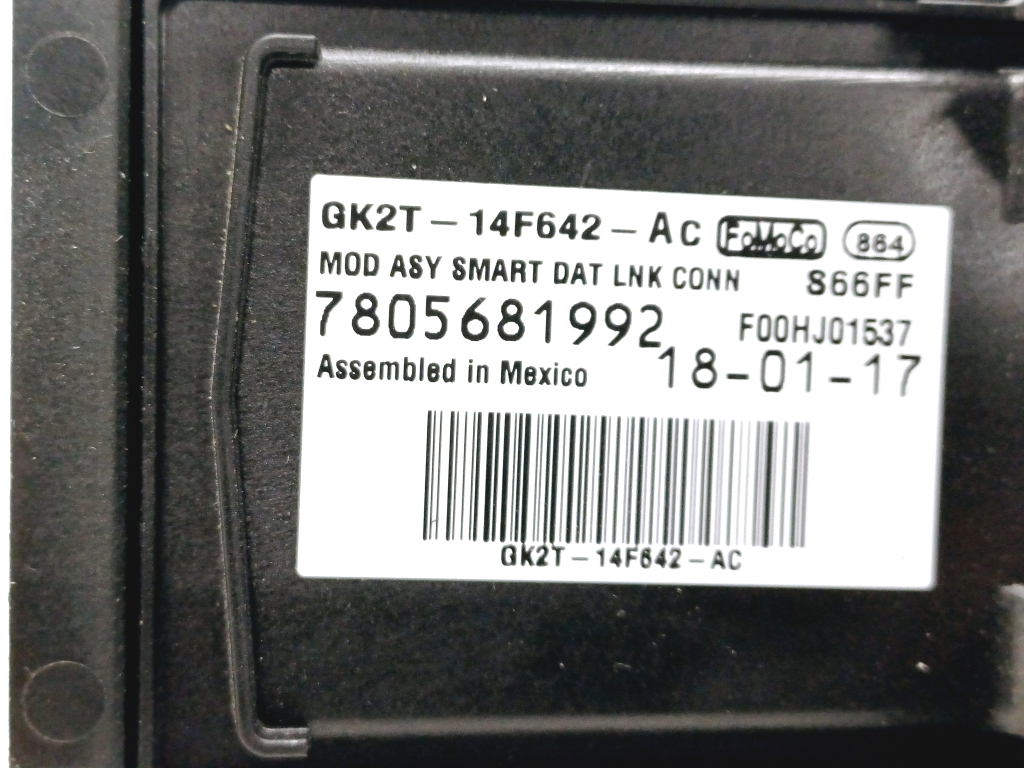 GK2T-14F642-AC FoMoCo 864
MOD ASY SMART DAT LNK CONN S66FF
7805681992 F00HJ01537
Assembled in Mexico 18-01-17
GK2T-14F642-AC